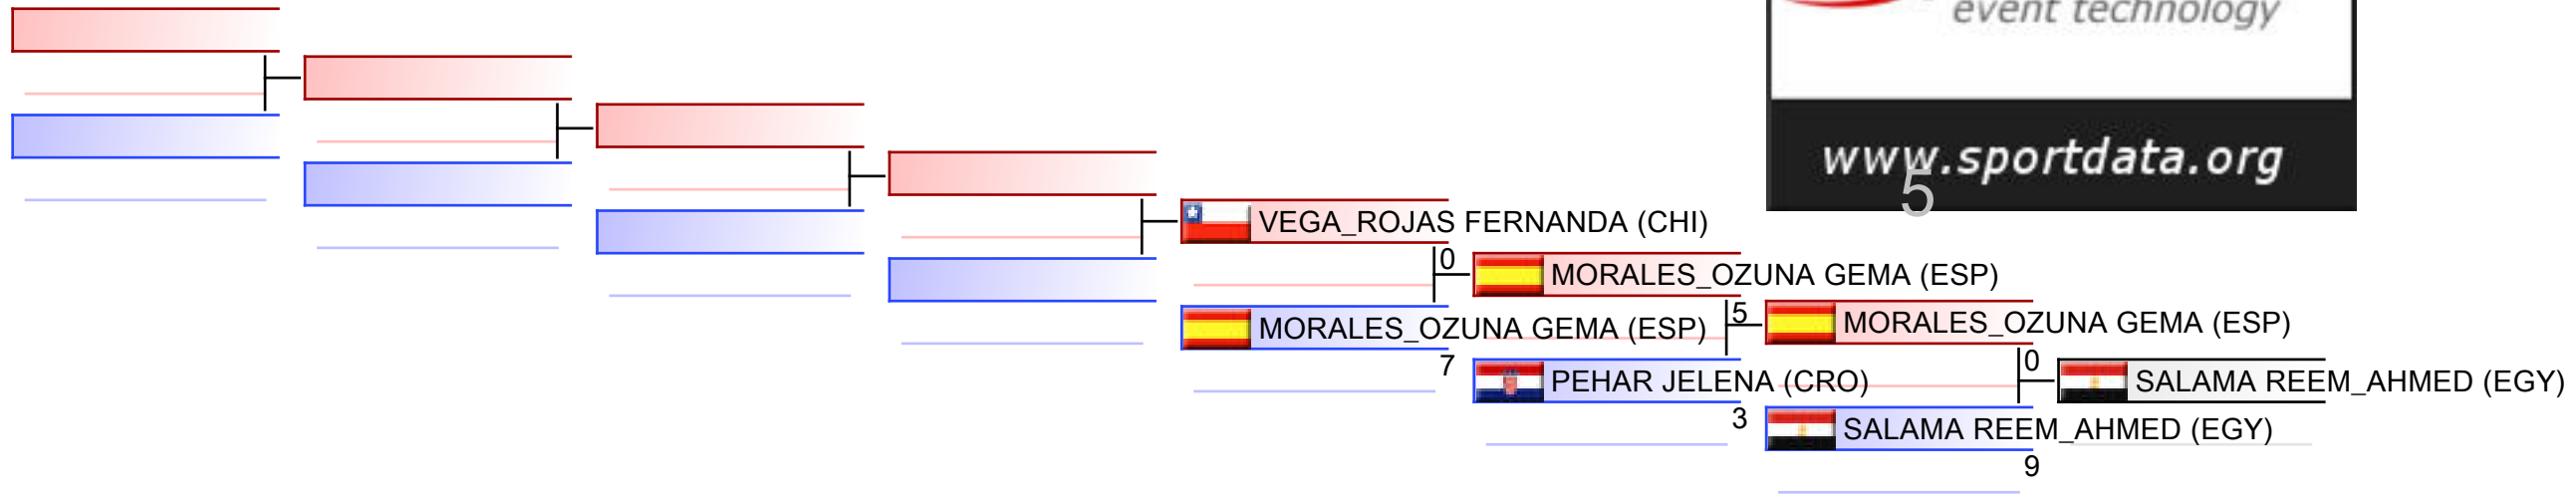 event technology
www.sportdata.org
5
VEGA_ROJAS FERNANDA (CHI)
0
MORALES_OZUNA GEMA (ESP)
MORALES_OZUNA GEMA (ESP)
7
5
MORALES_OZUNA GEMA (ESP)
PEHAR JELENA (CRO)
3
0
SALAMA REEM_AHMED (EGY)
SALAMA REEM_AHMED (EGY)
9